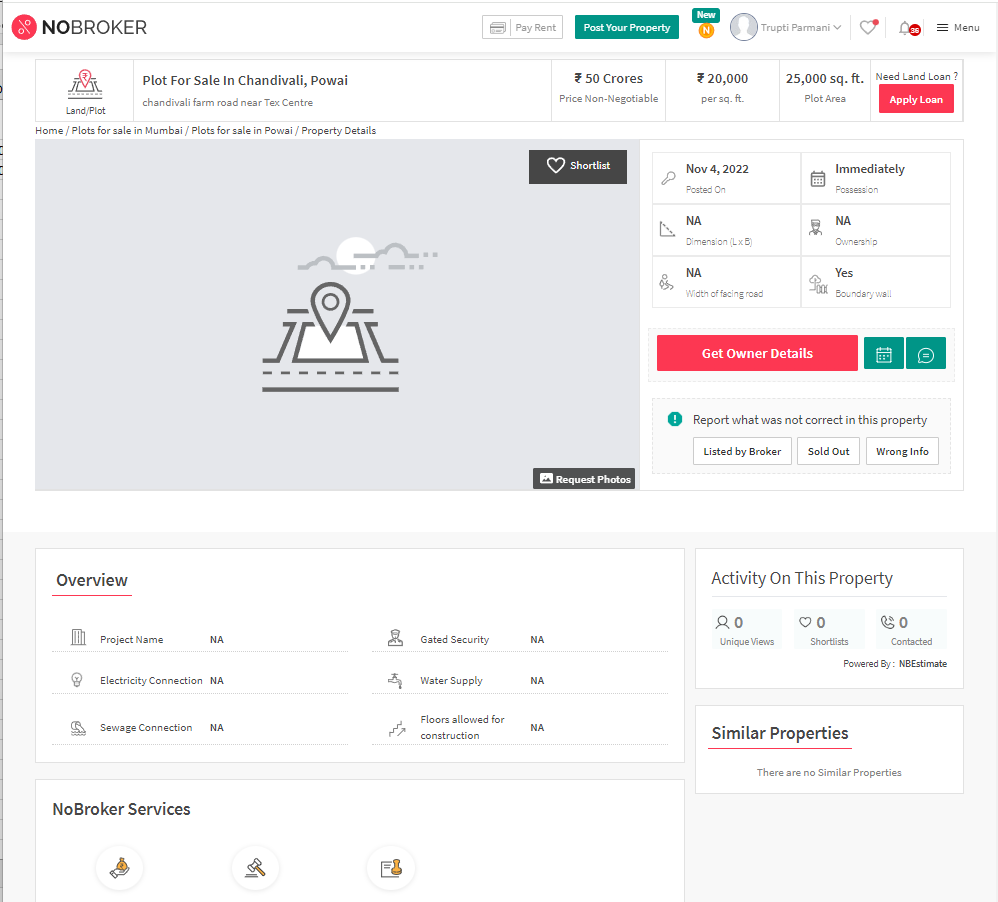 NOBROKER
Pay Rent
Post Your Property
New
N
Trupti Parmani
36
Menu
Land/Plot
Plot For Sale In Chandivali, Powai
chandivali farm road near Tex Centre
₹ 50 Crores
Price Non-Negotiable
₹ 20,000
per sq. ft.
25,000 sq. ft.
Plot Area
Need Land Loan ?
Apply Loan
Home / Plots for sale in Mumbai / Plots for sale in Powai / Property Details
Shortlist
Request Photos
Nov 4, 2022
Posted On
Immediately
Possession
NA
Dimension (L x B)
NA
Ownership
NA
Width of facing road
Yes
Boundary wall
Get Owner Details
Report what was not correct in this property
Listed by Broker
Sold Out
Wrong Info
Overview
Project Name NA
Gated Security NA
Electricity Connection NA
Water Supply NA
Sewage Connection NA
Floors allowed for
construction NA
Activity On This Property
0
Unique Views
0
Shortlists
0
Contacted
Powered By : NBEstimate
Similar Properties
There are no Similar Properties
NoBroker Services